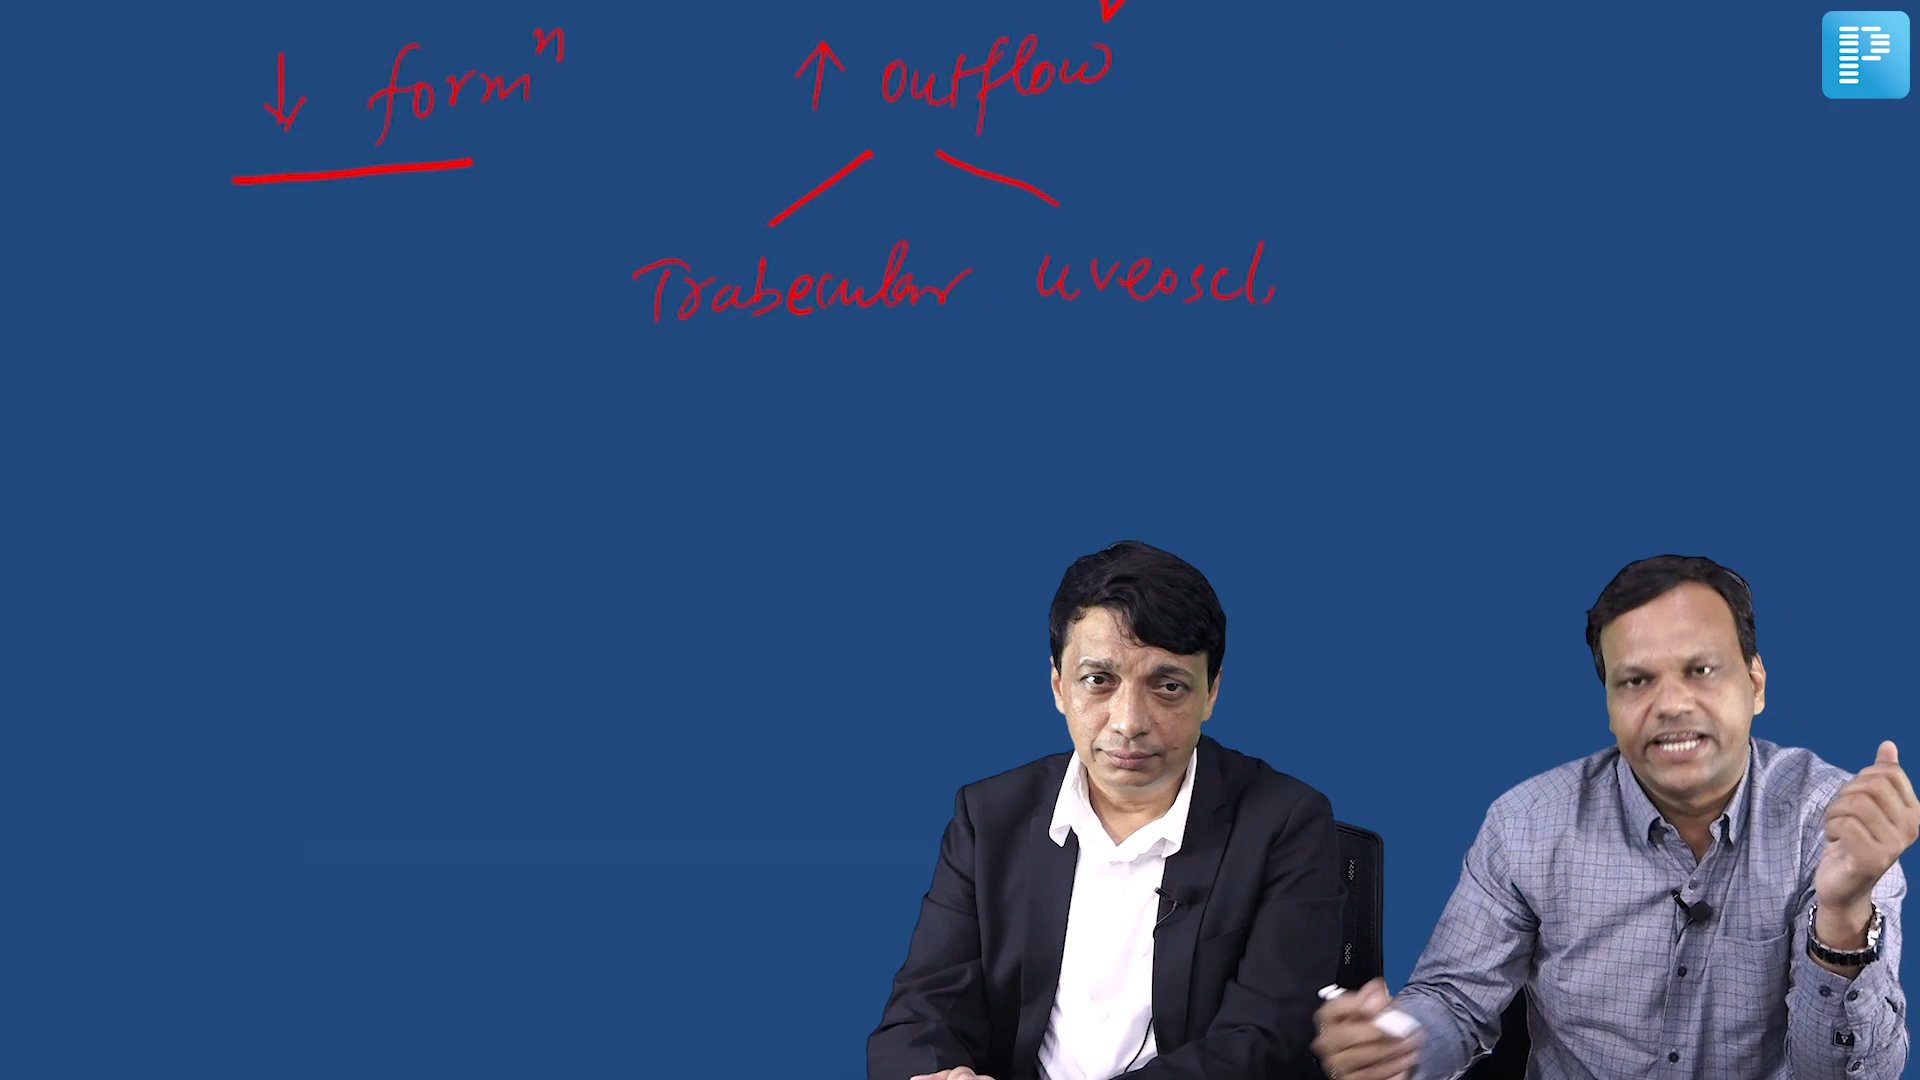 ↓ formⁿ ↑ outflow
Trabecular uveoscl.